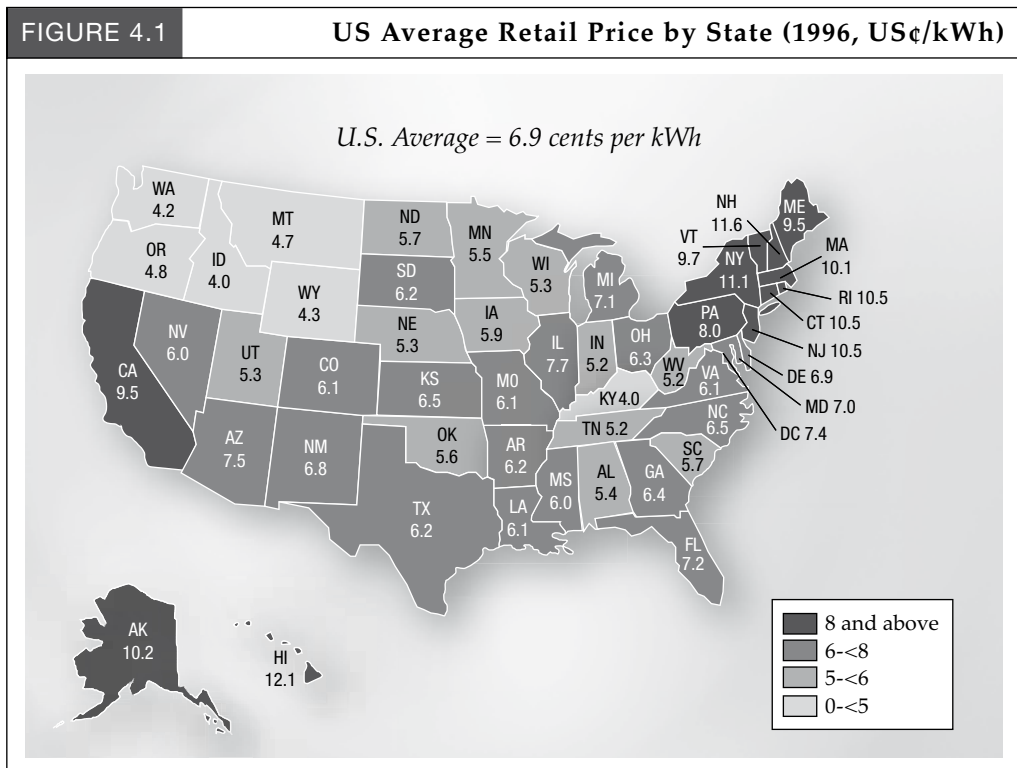 FIGURE 4.1
US Average Retail Price by State (1996, US¢/kWh)
U.S. Average = 6.9 cents per kWh
WA
4.2
OR
4.8
ID
4.0
MT
4.7
WY
4.3
ND
5.7
SD
6.2
NE
5.3
MN
5.5
IA
5.9
WI
5.3
MI
7.1
NH
11.6
VT
9.7
ME
9.5
NY
11.1
MA
10.1
RI 10.5
CT 10.5
NJ 10.5
PA
8.0
DE 6.9
MD 7.0
DC 7.4
CA
9.5
NV
6.0
UT
5.3
CO
6.1
KS
6.5
MO
6.1
IL
7.7
IN
5.2
OH
6.3
WV
5.2
VA
6.1
KY 4.0
NC
6.5
TN 5.2
SC
5.7
AZ
7.5
NM
6.8
OK
5.6
AR
6.2
TX
6.2
LA
6.1
MS
6.0
AL
5.4
GA
6.4
FL
7.2
AK
10.2
HI
12.1
8 and above
6-<8
5-<6
0-<5